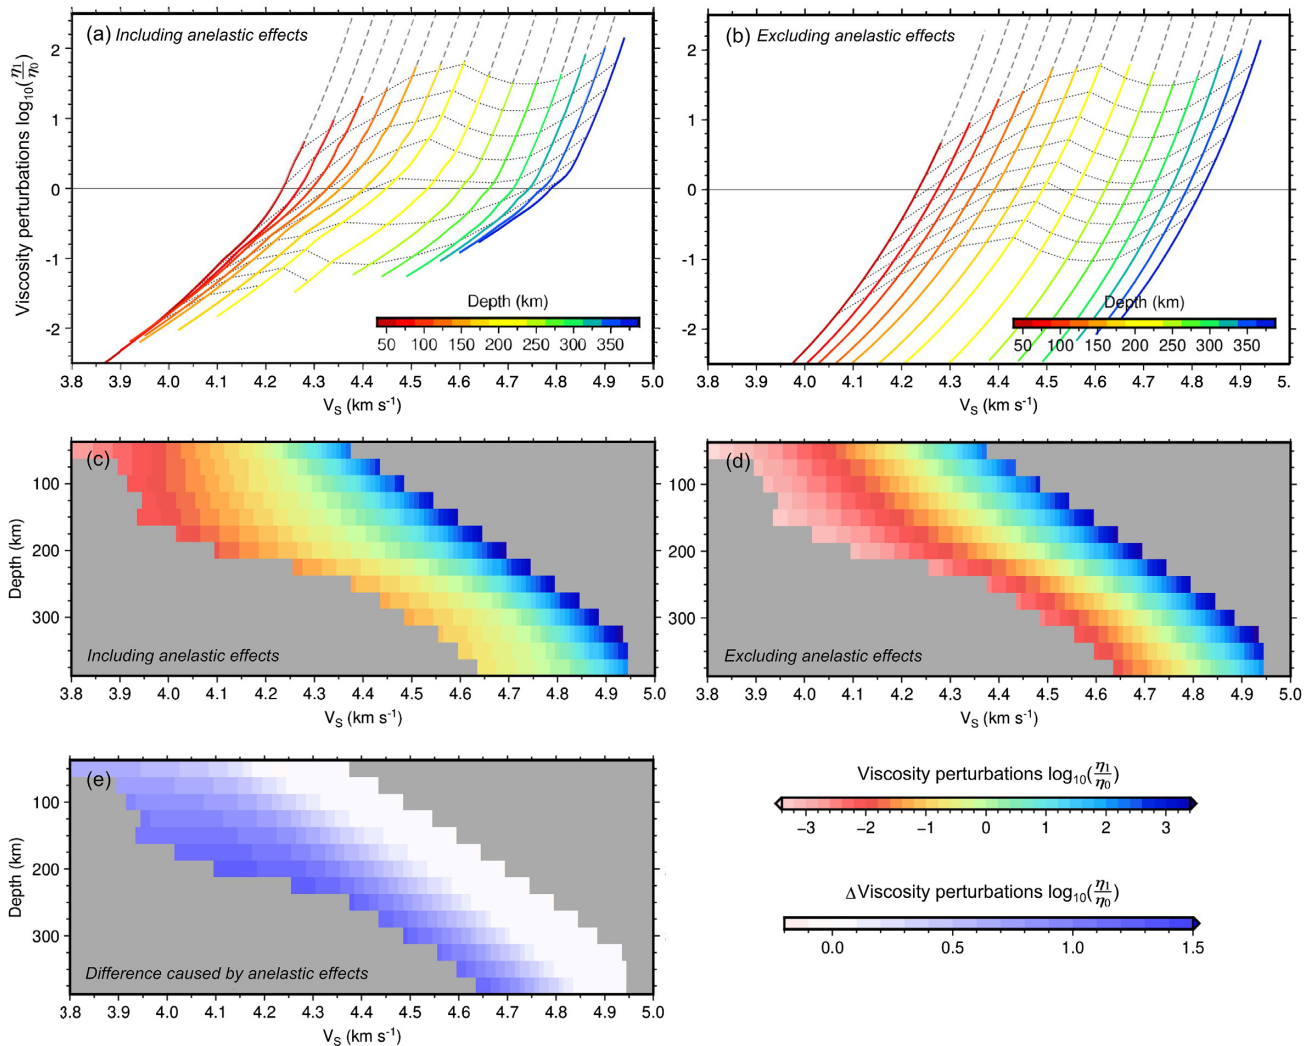 (a) Including anelastic effects
Viscosity perturbations log₁₀(η₁/η₀)
2
1
0
-1
-2
Depth (km)
50 100 150 200 250 300 350
3.8 3.9 4.0 4.1 4.2 4.3 4.4 4.5 4.6 4.7 4.8 4.9 5.0
V_S (km s⁻¹)
(b) Excluding anelastic effects
2
1
0
-1
-2
Depth (km)
50 100 150 200 250 300 350
3.8 3.9 4.0 4.1 4.2 4.3 4.4 4.5 4.6 4.7 4.8 4.9 5.
V_S (km s⁻¹)
(c)
Depth (km)
100
200
300
Including anelastic effects
3.8 3.9 4.0 4.1 4.2 4.3 4.4 4.5 4.6 4.7 4.8 4.9 5.0
V_S (km s⁻¹)
(d)
100
200
300
Excluding anelastic effects
3.8 3.9 4.0 4.1 4.2 4.3 4.4 4.5 4.6 4.7 4.8 4.9 5.0
V_S (km s⁻¹)
(e)
Depth (km)
100
200
300
Difference caused by anelastic effects
3.8 3.9 4.0 4.1 4.2 4.3 4.4 4.5 4.6 4.7 4.8 4.9 5.0
V_S (km s⁻¹)
Viscosity perturbations log₁₀(η₁/η₀)
−3 −2 −1 0 1 2 3
ΔViscosity perturbations log₁₀(η₁/η₀)
0.0 0.5 1.0 1.5